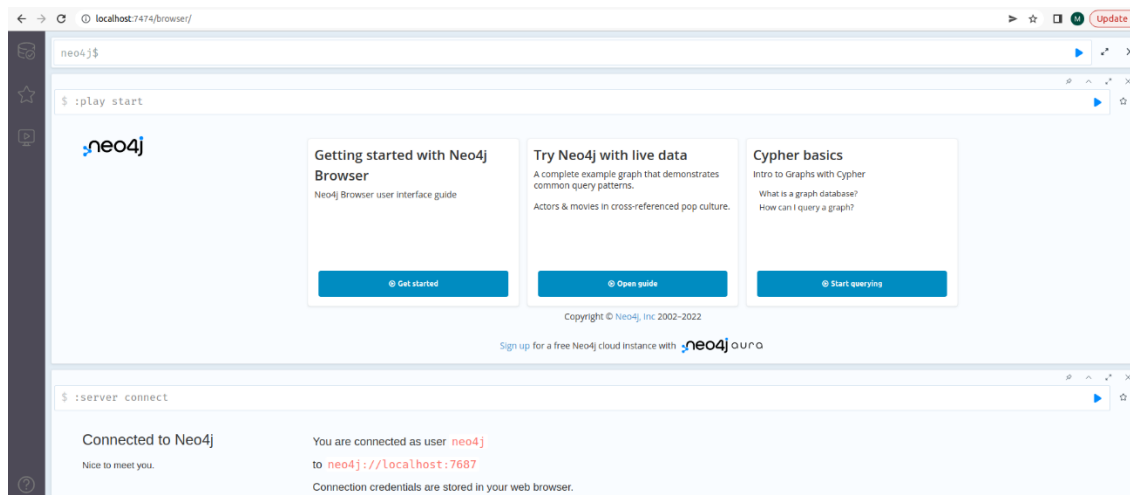 localhost:7474/browser/
M
Update
neo4j$
$ :play start
neo4j
Getting started with Neo4j
Browser
Neo4j Browser user interface guide
Get started
Try Neo4j with live data
A complete example graph that demonstrates
common query patterns.
Actors & movies in cross-referenced pop culture.
Open guide
Cypher basics
Intro to Graphs with Cypher
What is a graph database?
How can I query a graph?
Start querying
Copyright © Neo4j, Inc 2002-2022
Sign up for a free Neo4j cloud instance with neo4j aura
$ :server connect
Connected to Neo4j
Nice to meet you.
You are connected as user neo4j
to neo4j://localhost:7687
Connection credentials are stored in your web browser.